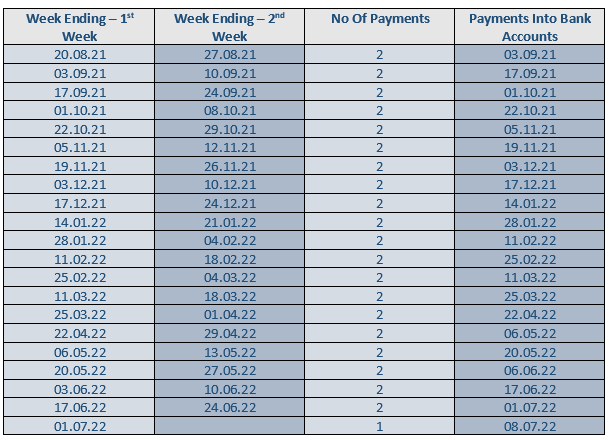 Week Ending – 1st Week Week Ending – 2nd Week No Of Payments Payments Into Bank Accounts
20.08.21 27.08.21 2 03.09.21
03.09.21 10.09.21 2 17.09.21
17.09.21 24.09.21 2 01.10.21
01.10.21 08.10.21 2 22.10.21
22.10.21 29.10.21 2 05.11.21
05.11.21 12.11.21 2 19.11.21
19.11.21 26.11.21 2 03.12.21
03.12.21 10.12.21 2 17.12.21
17.12.21 24.12.21 2 14.01.22
14.01.22 21.01.22 2 28.01.22
28.01.22 04.02.22 2 11.02.22
11.02.22 18.02.22 2 25.02.22
25.02.22 04.03.22 2 11.03.22
11.03.22 18.03.22 2 25.03.22
25.03.22 01.04.22 2 22.04.22
22.04.22 29.04.22 2 06.05.22
06.05.22 13.05.22 2 20.05.22
20.05.22 27.05.22 2 06.06.22
03.06.22 10.06.22 2 17.06.22
17.06.22 24.06.22 2 01.07.22
01.07.22 1 08.07.22